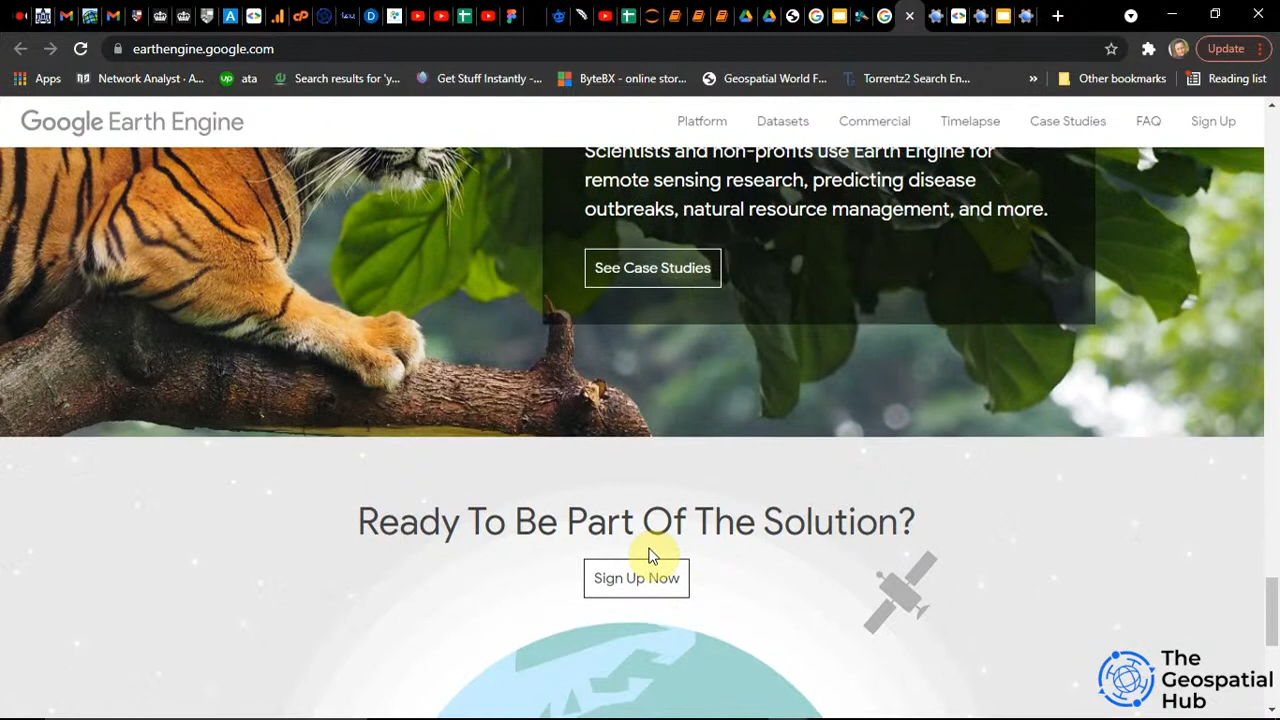 earthengine.google.com
Update
Apps
Network Analyst - A...
ata
Search results for 'y...
Get Stuff Instantly -...
ByteBX - online stor...
Geospatial World F...
Torrentz2 Search En...
»
Other bookmarks
Reading list
Google Earth Engine
Platform
Datasets
Commercial
Timelapse
Case Studies
FAQ
Sign Up
Scientists and non-profits use Earth Engine for
remote sensing research, predicting disease
outbreaks, natural resource management, and more.
See Case Studies
Ready To Be Part Of The Solution?
Sign Up Now
The
Geospatial
Hub